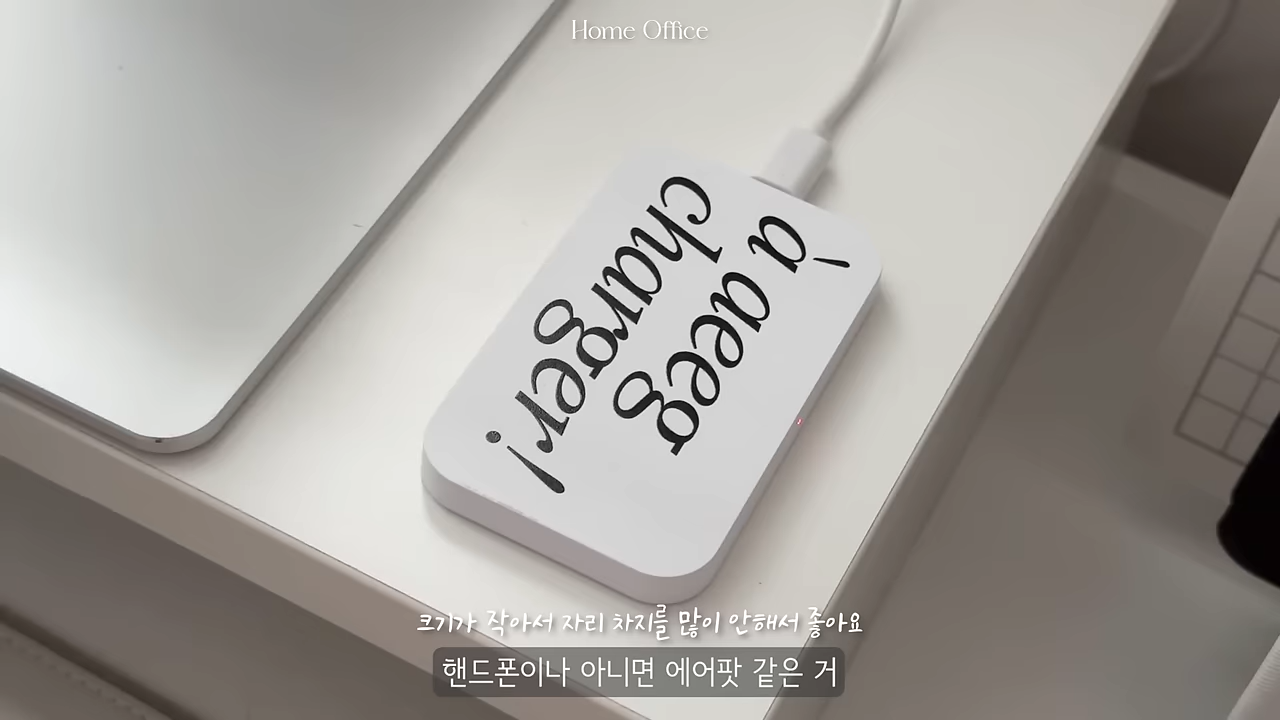 à aeeg
charger!
Home Office
크기가 작아서 자리 차지를 많이 안해서 좋아요
핸드폰이나 아니면 에어팟 같은 거